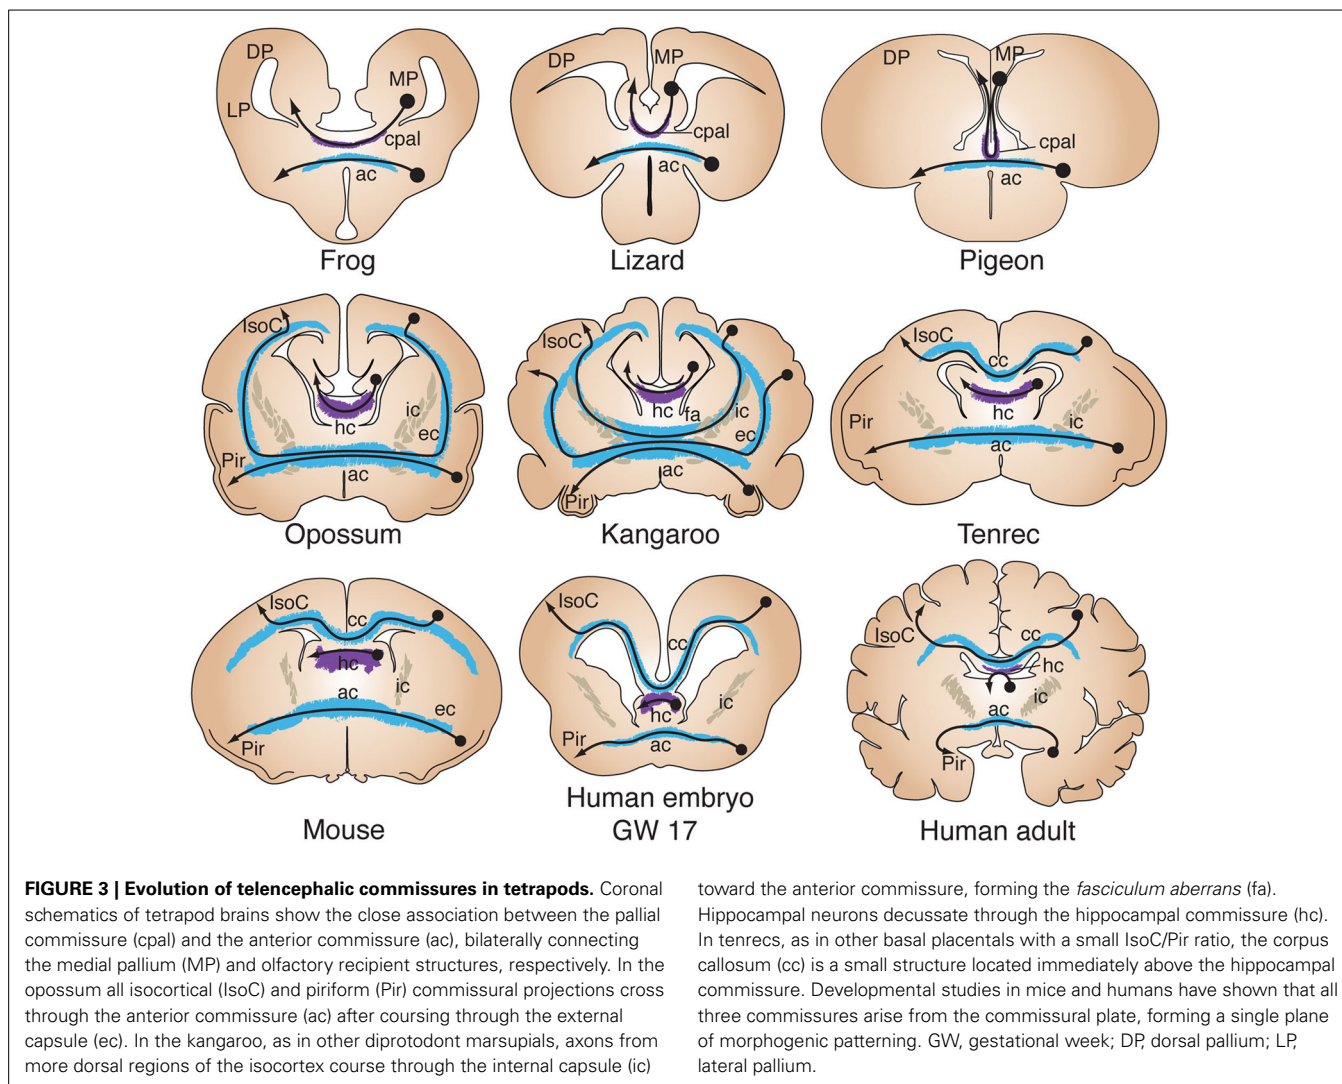 DP
MP
LP
cpal
ac
Frog
DP
MP
cpal
ac
Lizard
DP
MP
cpal
ac
Pigeon
IsoC
hc
ic
ec
Pir
ac
Opossum
IsoC
hc
fa
ic
ec
ac
Pir
Kangaroo
IsoC
cc
Pir
hc
ic
ac
Tenrec
IsoC
cc
hc
ic
ac
ec
Pir
Mouse
IsoC
cc
ic
hc
Pir
ac
Human embryo
GW 17
IsoC
cc
hc
ic
ac
Pir
Human adult
FIGURE 3 | Evolution of telencephalic commissures in tetrapods. Coronal
schematics of tetrapod brains show the close association between the pallial
commissure (cpal) and the anterior commissure (ac), bilaterally connecting
the medial pallium (MP) and olfactory recipient structures, respectively. In the
opossum all isocortical (IsoC) and piriform (Pir) commissural projections cross
through the anterior commissure (ac) after coursing through the external
capsule (ec). In the kangaroo, as in other diprotodont marsupials, axons from
more dorsal regions of the isocortex course through the internal capsule (ic)
toward the anterior commissure, forming the fasciculum aberrans (fa).
Hippocampal neurons decussate through the hippocampal commissure (hc).
In tenrecs, as in other basal placentals with a small IsoC/Pir ratio, the corpus
callosum (cc) is a small structure located immediately above the hippocampal
commissure. Developmental studies in mice and humans have shown that all
three commissures arise from the commissural plate, forming a single plane
of morphogenic patterning. GW, gestational week; DP, dorsal pallium; LP,
lateral pallium.